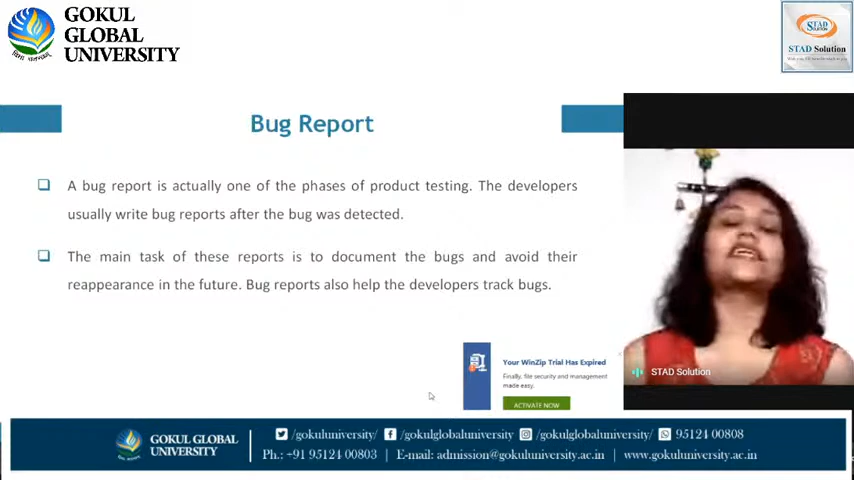 GOKUL
GLOBAL
UNIVERSITY
STAD
STAD Solution
Bug Report
A bug report is actually one of the phases of product testing. The developers
usually write bug reports after the bug was detected.
The main task of these reports is to document the bugs and avoid their
reappearance in the future. Bug reports also help the developers track bugs.
Your WinZip Trial Has Expired
Finally, file security and management
made easy.
ACTIVATE NOW
STAD Solution
GOKUL GLOBAL
UNIVERSITY
/gokuluniversity/ /gokulglobaluniversity /gokulglobaluniversity/ 95124 00808
Ph.: +91 95124 00803 | E-mail: admission@gokuluniversity.ac.in | www.gokuluniversity.ac.in